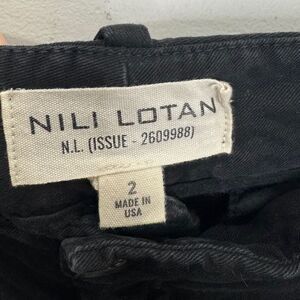 NILI LOTAN
N.L. (ISSUE - 2609988)
2
MADE IN
USA